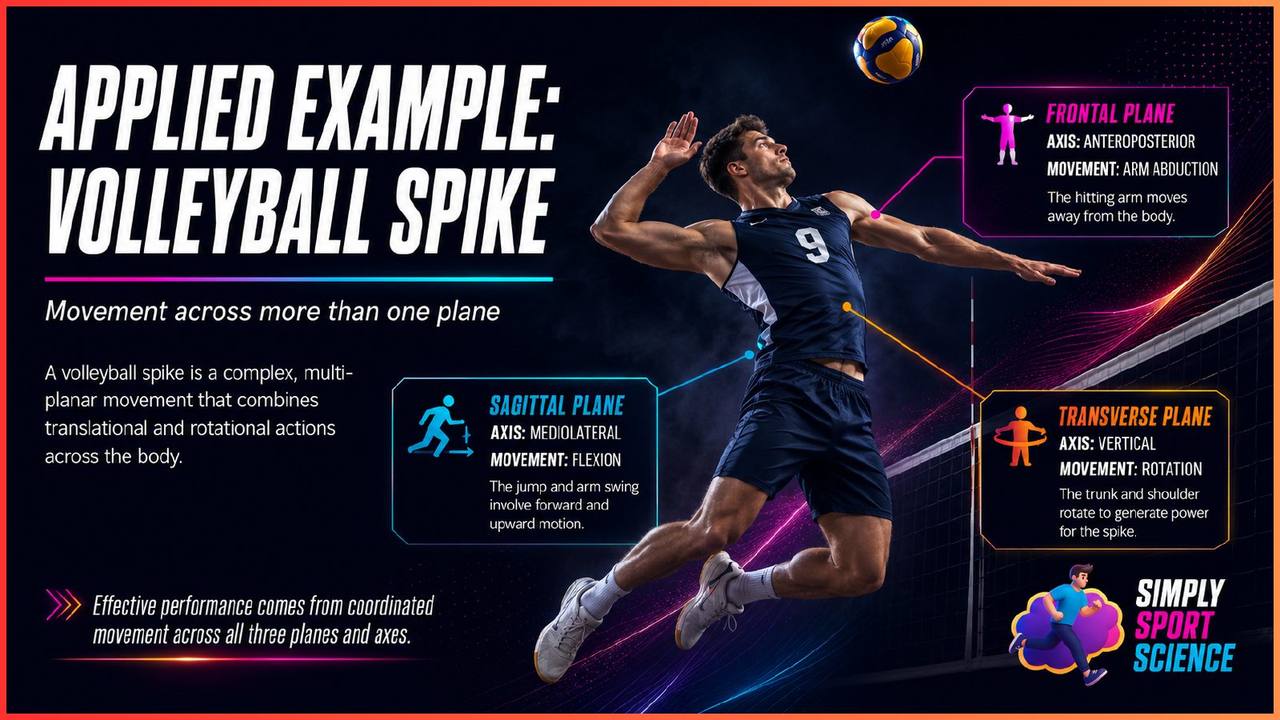 APPLIED EXAMPLE:
VOLLEYBALL SPIKE
Movement across more than one plane
A volleyball spike is a complex, multi-
planar movement that combines
translational and rotational actions
across the body.
Effective performance comes from coordinated
movement across all three planes and axes.
SAGITTAL PLANE
AXIS: MEDIOLATERAL
MOVEMENT: FLEXION
The jump and arm swing
involve forward and
upward motion.
9
FRONTAL PLANE
AXIS: ANTEROPOSTERIOR
MOVEMENT: ARM ABDUCTION
The hitting arm moves
away from the body.
TRANSVERSE PLANE
AXIS: VERTICAL
MOVEMENT: ROTATION
The trunk and shoulder
rotate to generate power
for the spike.
SIMPLY
SPORT
SCIENCE